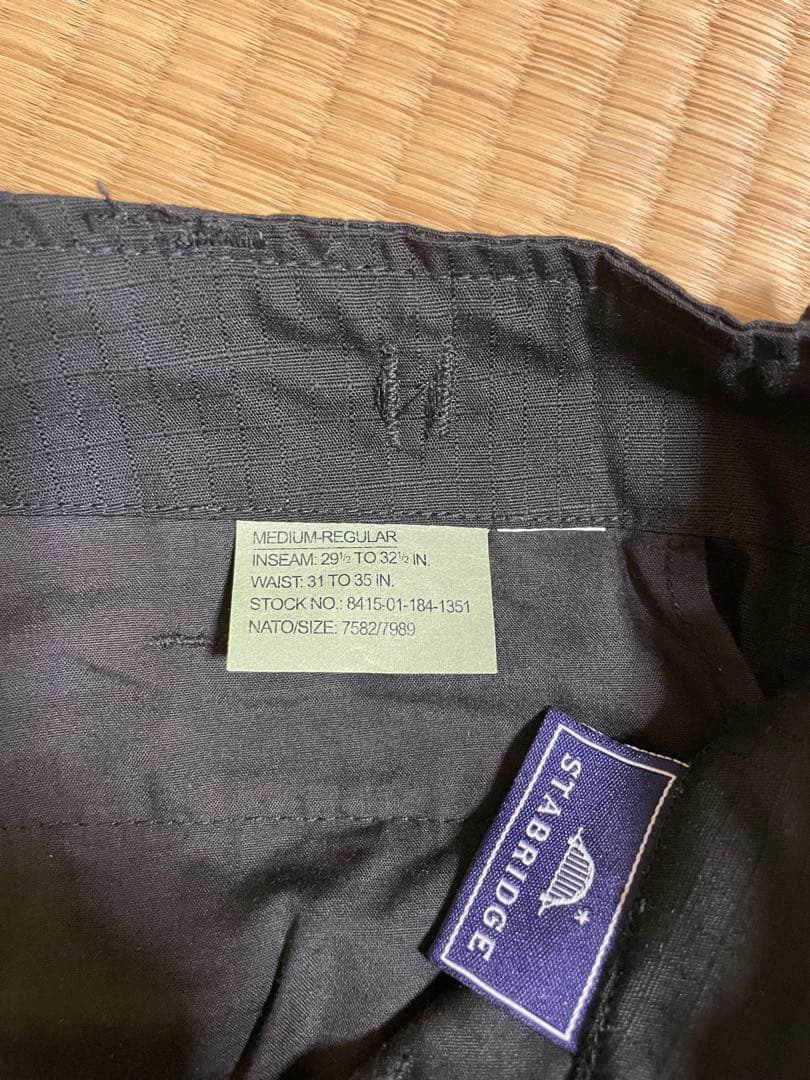 MEDIUM-REGULAR
INSEAM: 29½ TO 32½ IN.
WAIST: 31 TO 35 IN.
STOCK NO.: 8415-01-184-1351
NATO/SIZE: 7582/7989
STABRIDGE